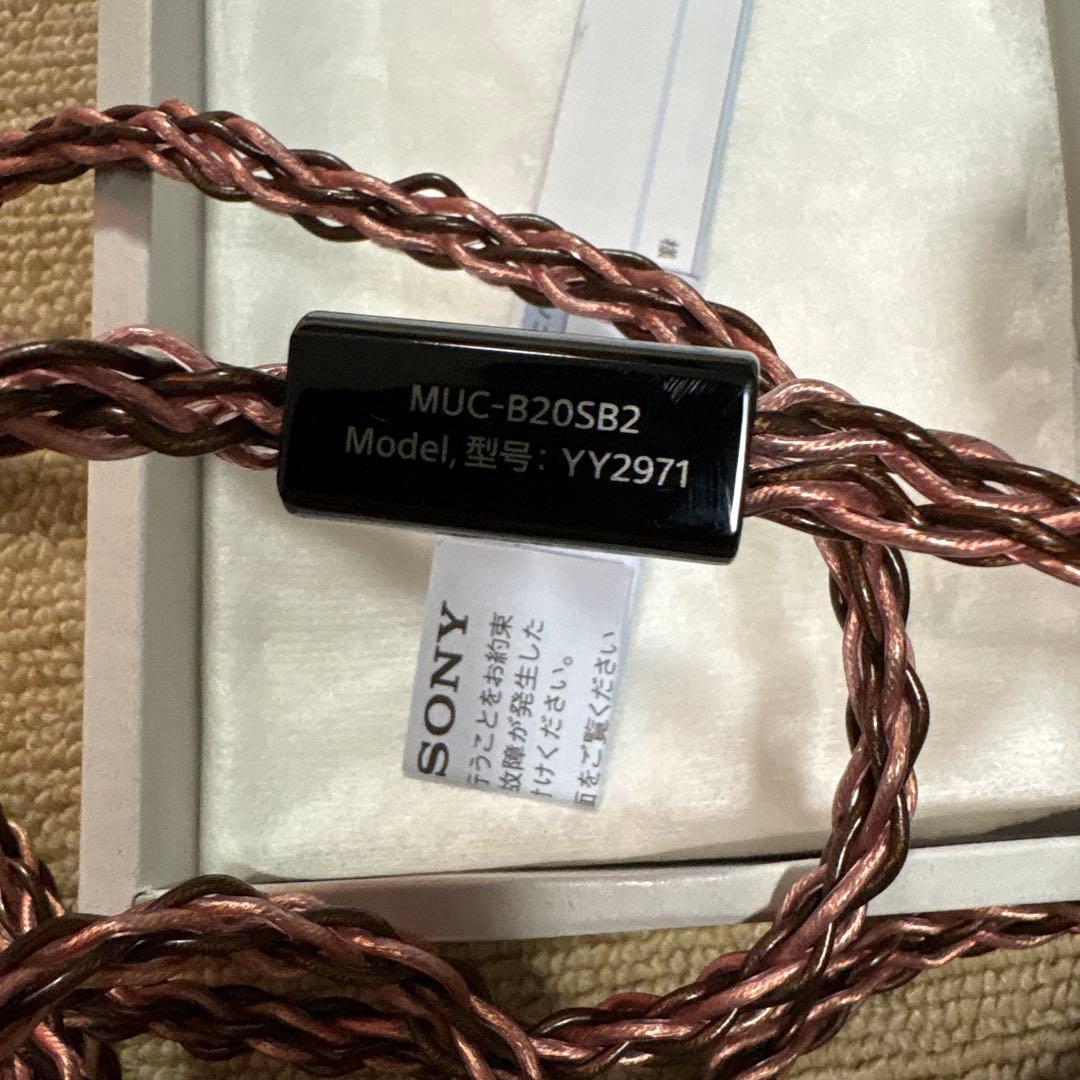 MUC-B20SB2
Model, 型号: YY2971
SONY
行うことをお約束
故障が発生した
けください。
面をご覧ください